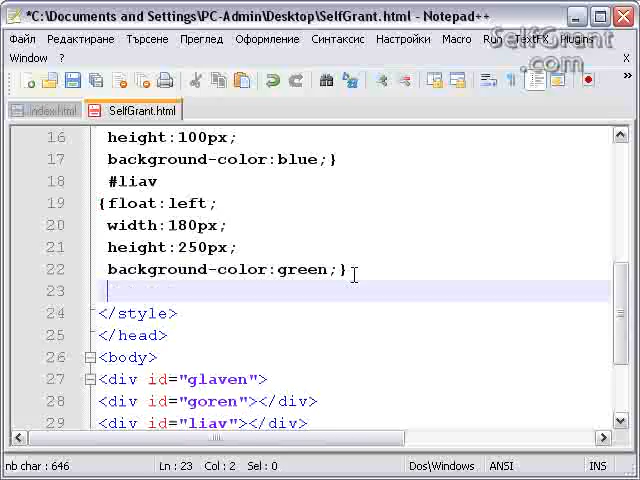 *C:\Documents and Settings\PC-Admin\Desktop\SelfGrant.html - Notepad++
Файл Редактиране Търсене Преглед Оформление Синтаксис Настройки Macro Run TextFX Plugins
Window ? X
SelfGrant
.com
index.html SelfGrant.html
16 height:100px;
17 background-color:blue;}
18 #liav
19 {float:left;
20 width:180px;
21 height:250px;
22 background-color:green;}
23
24 </style>
25 </head>
26 <body>
27 <div id="glaven">
28 <div id="goren"></div>
29 <div id="liav"></div>
nb char : 646 Ln : 23 Col : 2 Sel : 0 Dos\Windows ANSI INS